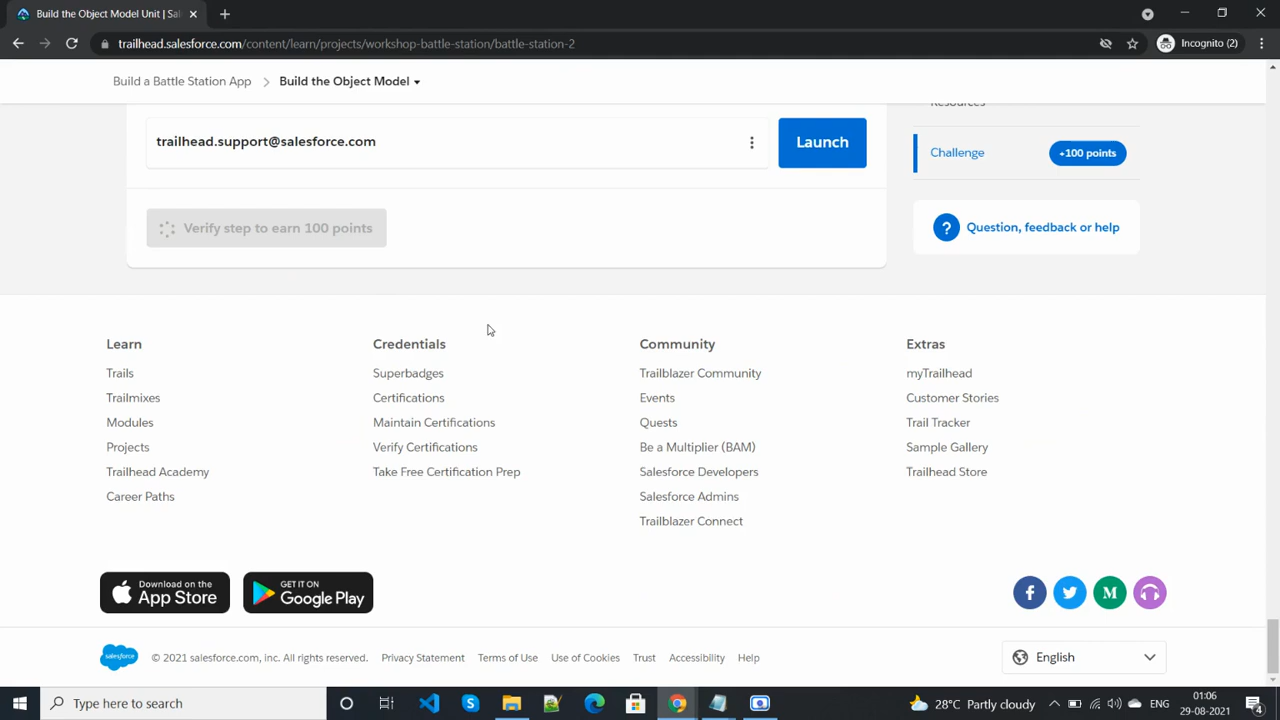 Build the Object Model Unit | Sal
trailhead.salesforce.com/content/learn/projects/workshop-battle-station/battle-station-2
Incognito (2)
Build a Battle Station App
Build the Object Model
Resources
trailhead.support@salesforce.com
Launch
Challenge
+100 points
Verify step to earn 100 points
? Question, feedback or help
Learn
Trails
Trailmixes
Modules
Projects
Trailhead Academy
Career Paths
Credentials
Superbadges
Certifications
Maintain Certifications
Verify Certifications
Take Free Certification Prep
Community
Trailblazer Community
Events
Quests
Be a Multiplier (BAM)
Salesforce Developers
Salesforce Admins
Trailblazer Connect
Extras
myTrailhead
Customer Stories
Trail Tracker
Sample Gallery
Trailhead Store
Download on the
App Store
GET IT ON
Google Play
f
M
salesforce
© 2021 salesforce.com, inc. All rights reserved.
Privacy Statement
Terms of Use
Use of Cookies
Trust
Accessibility
Help
English
Type here to search
28°C Partly cloudy
ENG
01:06
29-08-2021
4